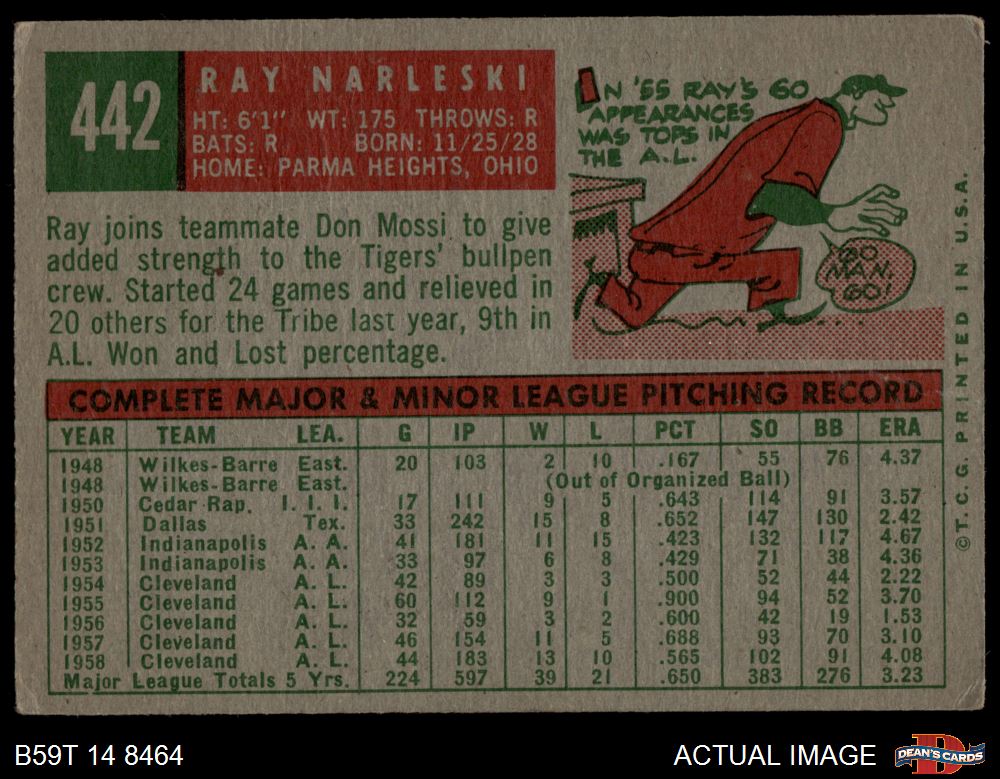 442
RAY NARLESKI
HT: 6'1" WT: 175 THROWS: R
BATS: R BORN: 11/25/28
HOME: PARMA HEIGHTS, OHIO
IN '55 RAY'S 60
APPEARANCES
WAS TOPS IN
THE A.L.
GO
MAN,
GO!
Ray joins teammate Don Mossi to give
added strength to the Tigers' bullpen
crew. Started 24 games and relieved in
20 others for the Tribe last year, 9th in
A.L. Won and Lost percentage.
COMPLETE MAJOR & MINOR LEAGUE PITCHING RECORD
YEAR TEAM LEA. G IP W L PCT SO BB ERA
1948 Wilkes-Barre East. 20 103 2 10 .167 55 76 4.37
1948 Wilkes-Barre East. (Out of Organized Ball)
1950 Cedar Rap. I. I. I. 17 111 9 5 .643 114 91 3.57
1951 Dallas Tex. 33 242 15 8 .652 147 130 2.42
1952 Indianapolis A. A. 41 181 11 15 .423 132 117 4.67
1953 Indianapolis A. A. 33 97 6 8 .429 71 38 4.36
1954 Cleveland A. L. 42 89 3 3 .500 52 44 2.22
1955 Cleveland A. L. 60 112 9 1 .900 94 52 3.70
1956 Cleveland A. L. 32 59 3 2 .600 42 19 1.53
1957 Cleveland A. L. 46 154 11 5 .688 93 70 3.10
1958 Cleveland A. L. 44 183 13 10 .565 102 91 4.08
Major League Totals 5 Yrs. 224 597 39 21 .650 383 276 3.23
©T.C.G. PRINTED IN U.S.A.
B59T 14 8464
ACTUAL IMAGE
D
DEAN'S CARDS